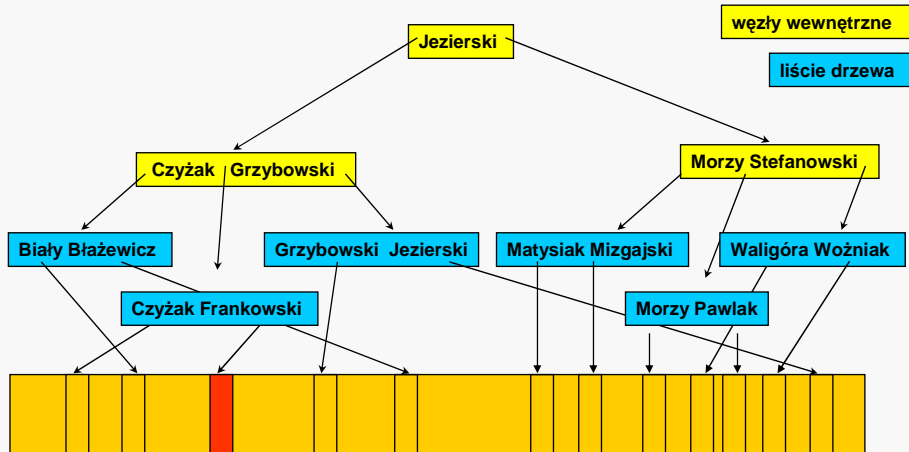 węzły wewnętrzne
Jezierski
liście drzewa
Czyżak Grzybowski
Morzy Stefanowski
Biały Błażewicz
Grzybowski Jezierski
Matysiak Mizgajski
Waligóra Wożniak
Czyżak Frankowski
Morzy Pawlak